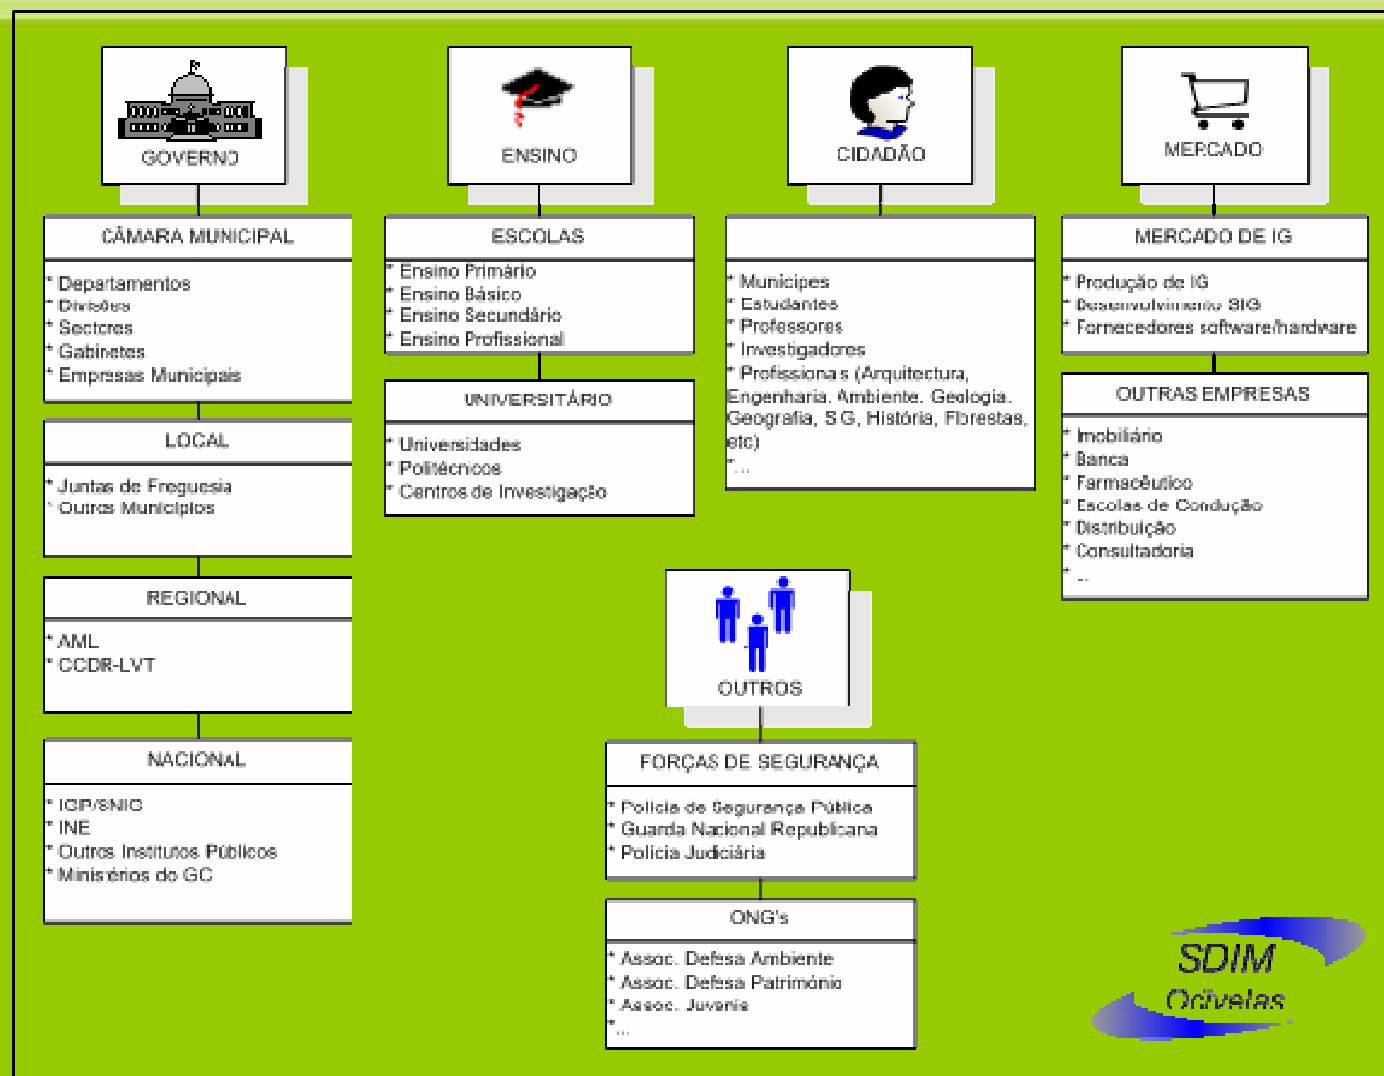 GOVERNO
CÂMARA MUNICIPAL
* Departamentos
* Divisões
* Sectores
* Gabinetes
* Empresas Municipais
LOCAL
* Juntas de Freguesia
* Outros Municípios
REGIONAL
* AML
* CCDR-LVT
NACIONAL
* IGP/SNIG
* INE
* Outros Institutos Públicos
* Ministérios do GC
ENSINO
ESCOLAS
* Ensino Primário
* Ensino Básico
* Ensino Secundário
* Ensino Profissional
UNIVERSITÁRIO
* Universidades
* Politécnicos
* Centros de Investigação
CIDADÃO
* Munícipes
* Estudantes
* Professores
* Investigadores
* Profissionais (Arquitectura,
Engenharia, Ambiente, Geologia,
Geografia, SIG, História, Florestas,
etc)
*...
MERCADO
MERCADO DE IG
* Produção de IG
* Desenvolvimento SIG
* Fornecedores software/hardware
OUTRAS EMPRESAS
* Imobiliário
* Banca
* Farmacêutico
* Escolas de Condução
* Distribuição
* Consultadoria
* ...
OUTROS
FORÇAS DE SEGURANÇA
* Polícia de Segurança Pública
* Guarda Nacional Republicana
* Polícia Judiciária
ONG's
* Assoc. Defesa Ambiente
* Assoc. Defesa Património
* Assoc. Juvenis
*...
SDIM
Odivelas